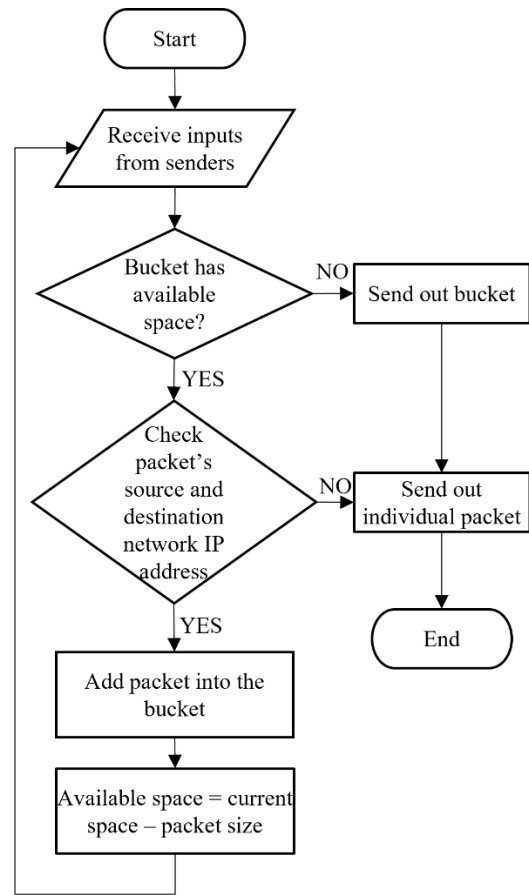 Start
Receive inputs
from senders
Bucket has
available
space?
NO
Send out bucket
YES
Check
packet’s
source and
destination
network IP
address
NO
Send out
individual packet
YES
End
Add packet into the
bucket
Available space = current
space – packet size